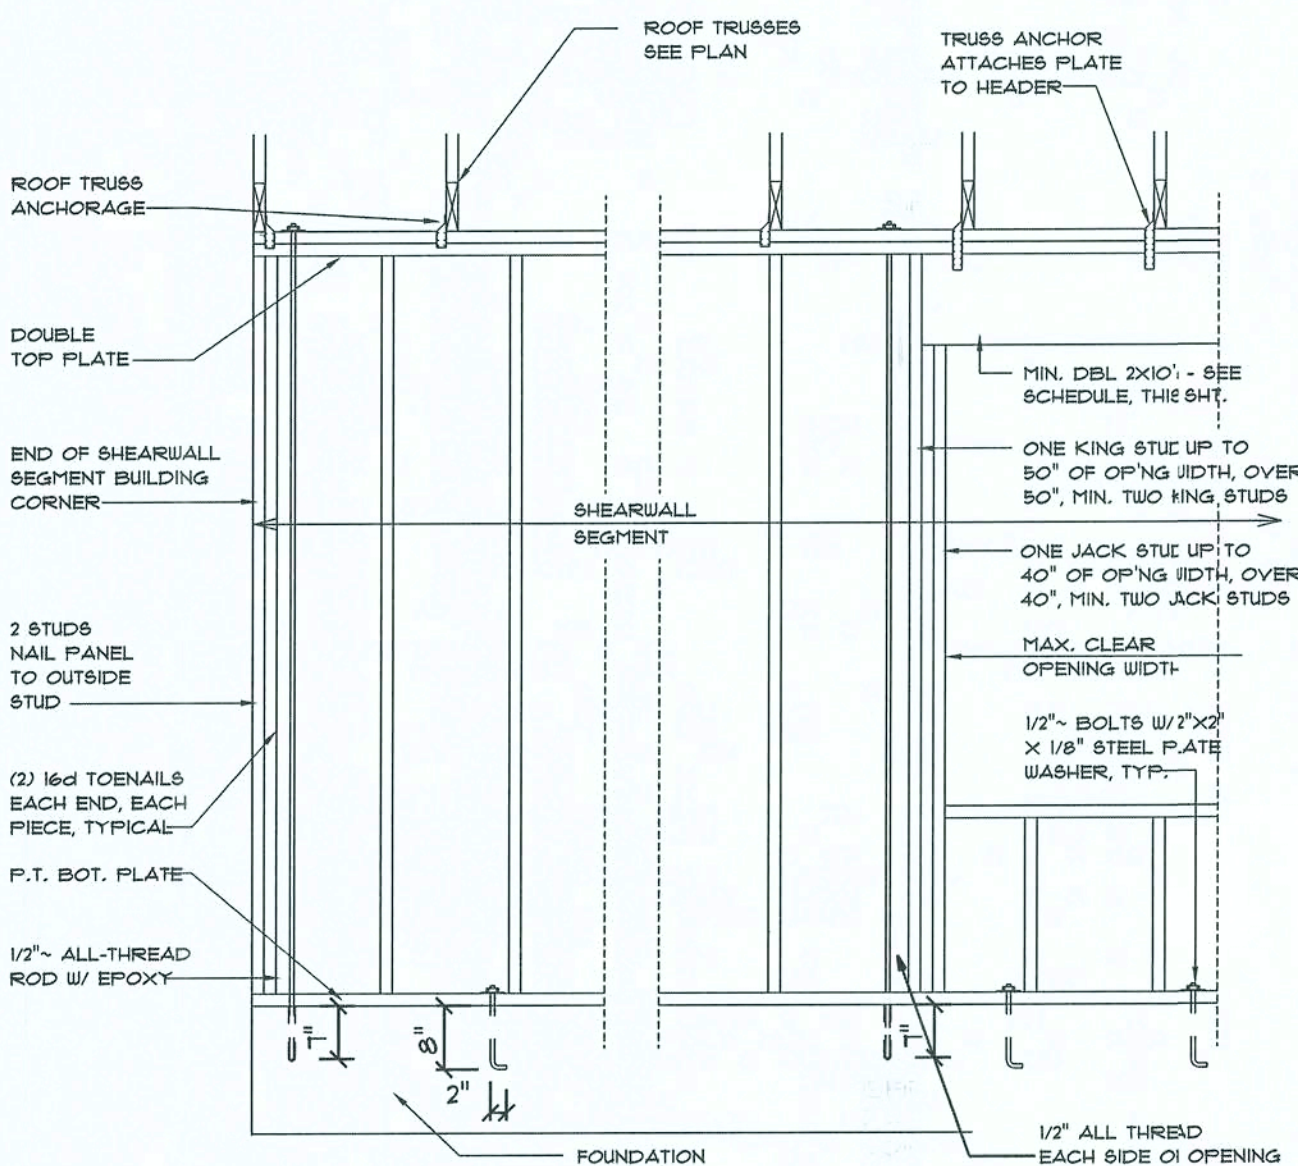 ROOF TRUSSES
SEE PLAN
TRUSS ANCHOR
ATTACHES PLATE
TO HEADER
ROOF TRUSS
ANCHORAGE
DOUBLE
TOP PLATE
MIN. DBL 2X10's - SEE
SCHEDULE, THIS SHT.
END OF SHEARWALL
SEGMENT BUILDING
CORNER
ONE KING STUD UP TO
50" OF OP'NG WIDTH, OVER
50", MIN. TWO KING STUDS
SHEARWALL
SEGMENT
ONE JACK STUD UP TO
40" OF OP'NG WIDTH, OVER
40", MIN. TWO JACK STUDS
2 STUDS
NAIL PANEL
TO OUTSIDE
STUD
MAX. CLEAR
OPENING WIDTH
1/2"~ BOLTS W/ 2"X2"
X 1/8" STEEL PLATE
WASHER, TYP.
(2) 16d TOENAILS
EACH END, EACH
PIECE, TYPICAL
P.T. BOT. PLATE
1/2"~ ALL-THREAD
ROD W/ EPOXY
7"
8"
2"
7"
FOUNDATION
1/2" ALL THREAD
EACH SIDE OF OPENING